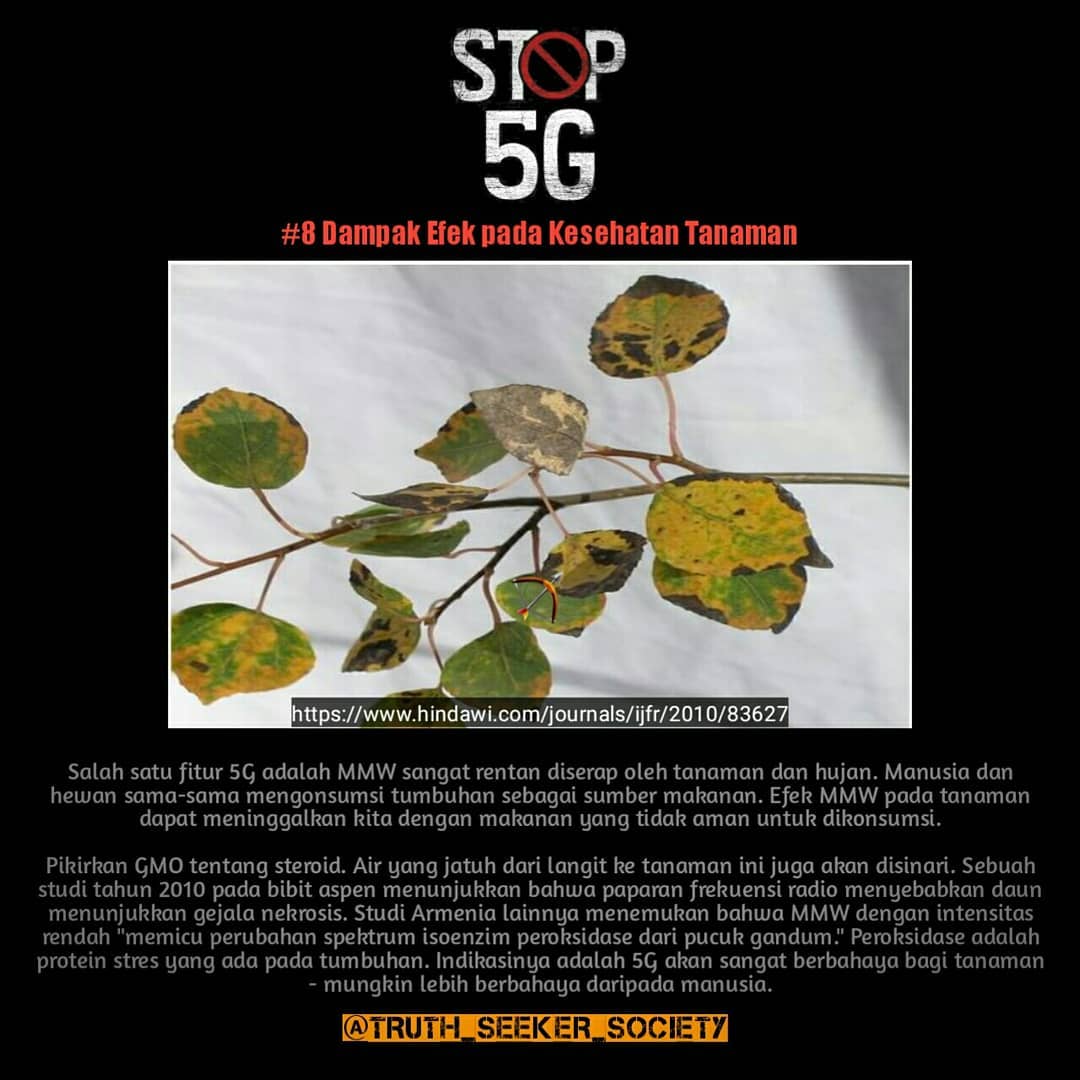 STOP
5G
#8 Dampak Efek pada Kesehatan Tanaman
https://www.hindawi.com/journals/ijfr/2010/83627
Salah satu fitur 5G adalah MMW sangat rentan diserap oleh tanaman dan hujan. Manusia dan
hewan sama-sama mengonsumsi tumbuhan sebagai sumber makanan. Efek MMW pada tanaman
dapat meninggalkan kita dengan makanan yang tidak aman untuk dikonsumsi.
Pikirkan GMO tentang steroid. Air yang jatuh dari langit ke tanaman ini juga akan disinari. Sebuah
studi tahun 2010 pada bibit aspen menunjukkan bahwa paparan frekuensi radio menyebabkan daun
menunjukkan gejala nekrosis. Studi Armenia lainnya menemukan bahwa MMW dengan intensitas
rendah "memicu perubahan spektrum isoenzim peroksidase dari pucuk gandum." Peroksidase adalah
protein stres yang ada pada tumbuhan. Indikasinya adalah 5G akan sangat berbahaya bagi tanaman
- mungkin lebih berbahaya daripada manusia.
@TRUTH_SEEKER_SOCIETY